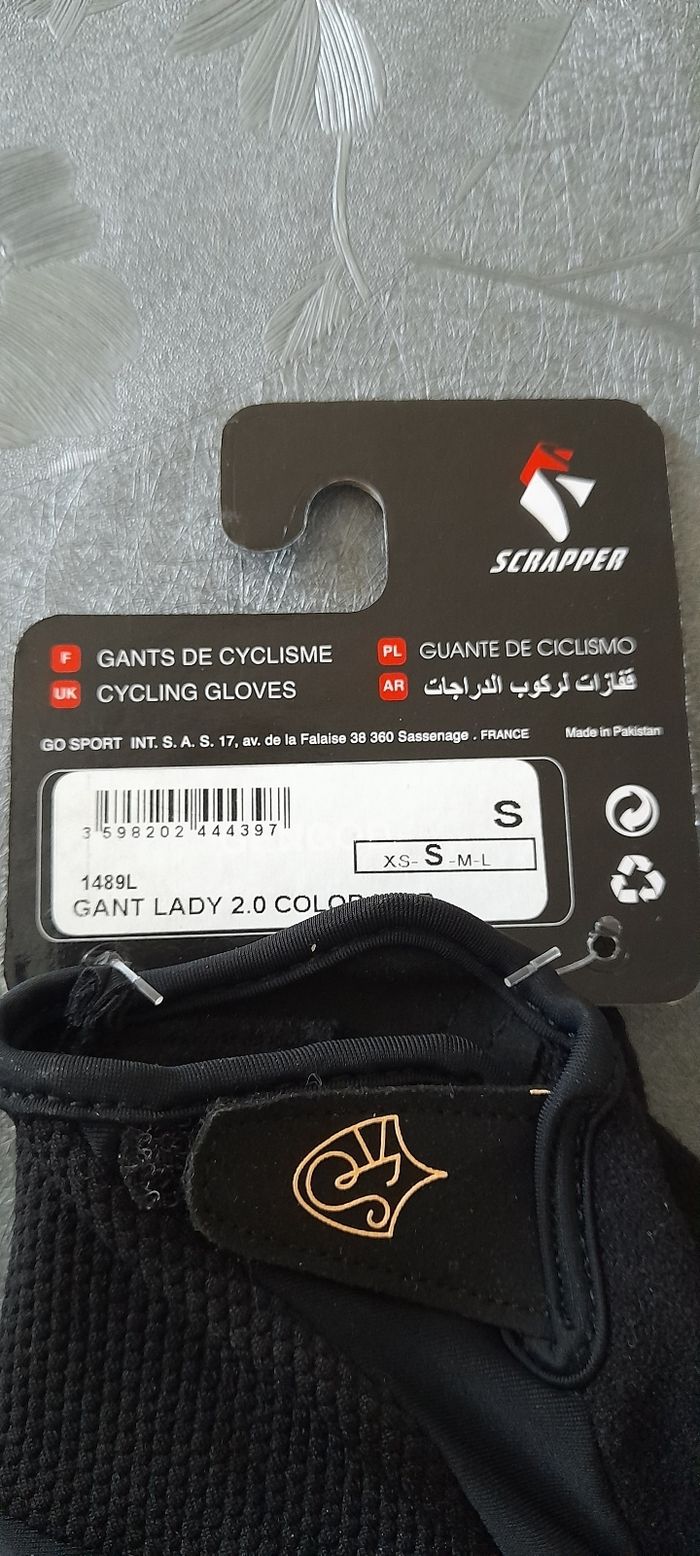 SCRAPPER
F GANTS DE CYCLISME
PL GUANTE DE CICLISMO
UK CYCLING GLOVES
AR قفازات لركوب الدراجات
GO SPORT INT. S. A. S. 17, av. de la Falaise 38 360 Sassenage . FRANCE
Made in Pakistan
3 598202 444397
S
XS- S -M-L
1489L
GANT LADY 2.0